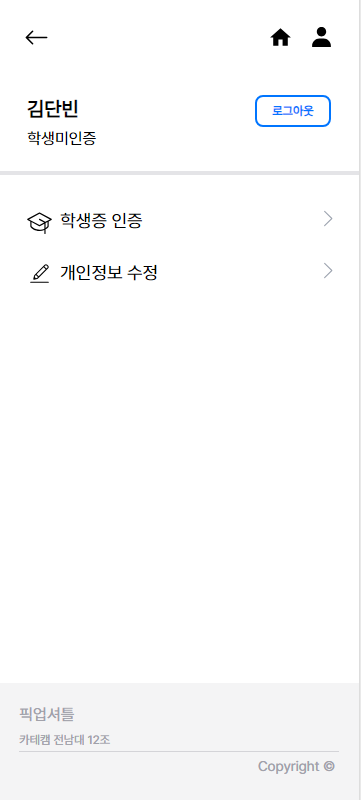 김단빈
로그아웃
학생미인증
학생증 인증
개인정보 수정
픽업셔틀
카테캠 전남대 12조
Copyright ©